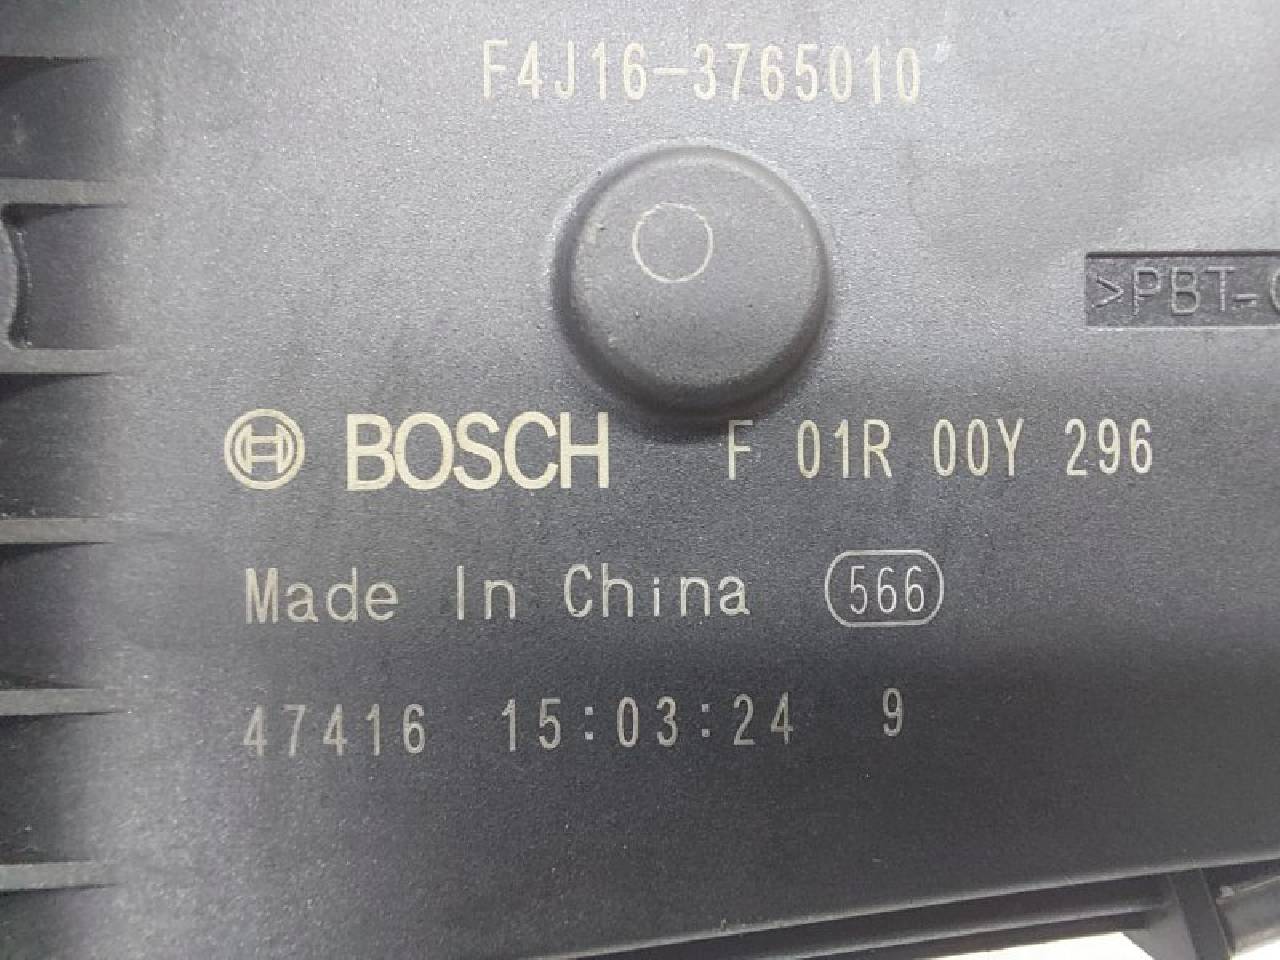 F4J16-3765010
>PBT-
BOSCH F 01R 00Y 296
Made In China 566
47416 15:03:24 9